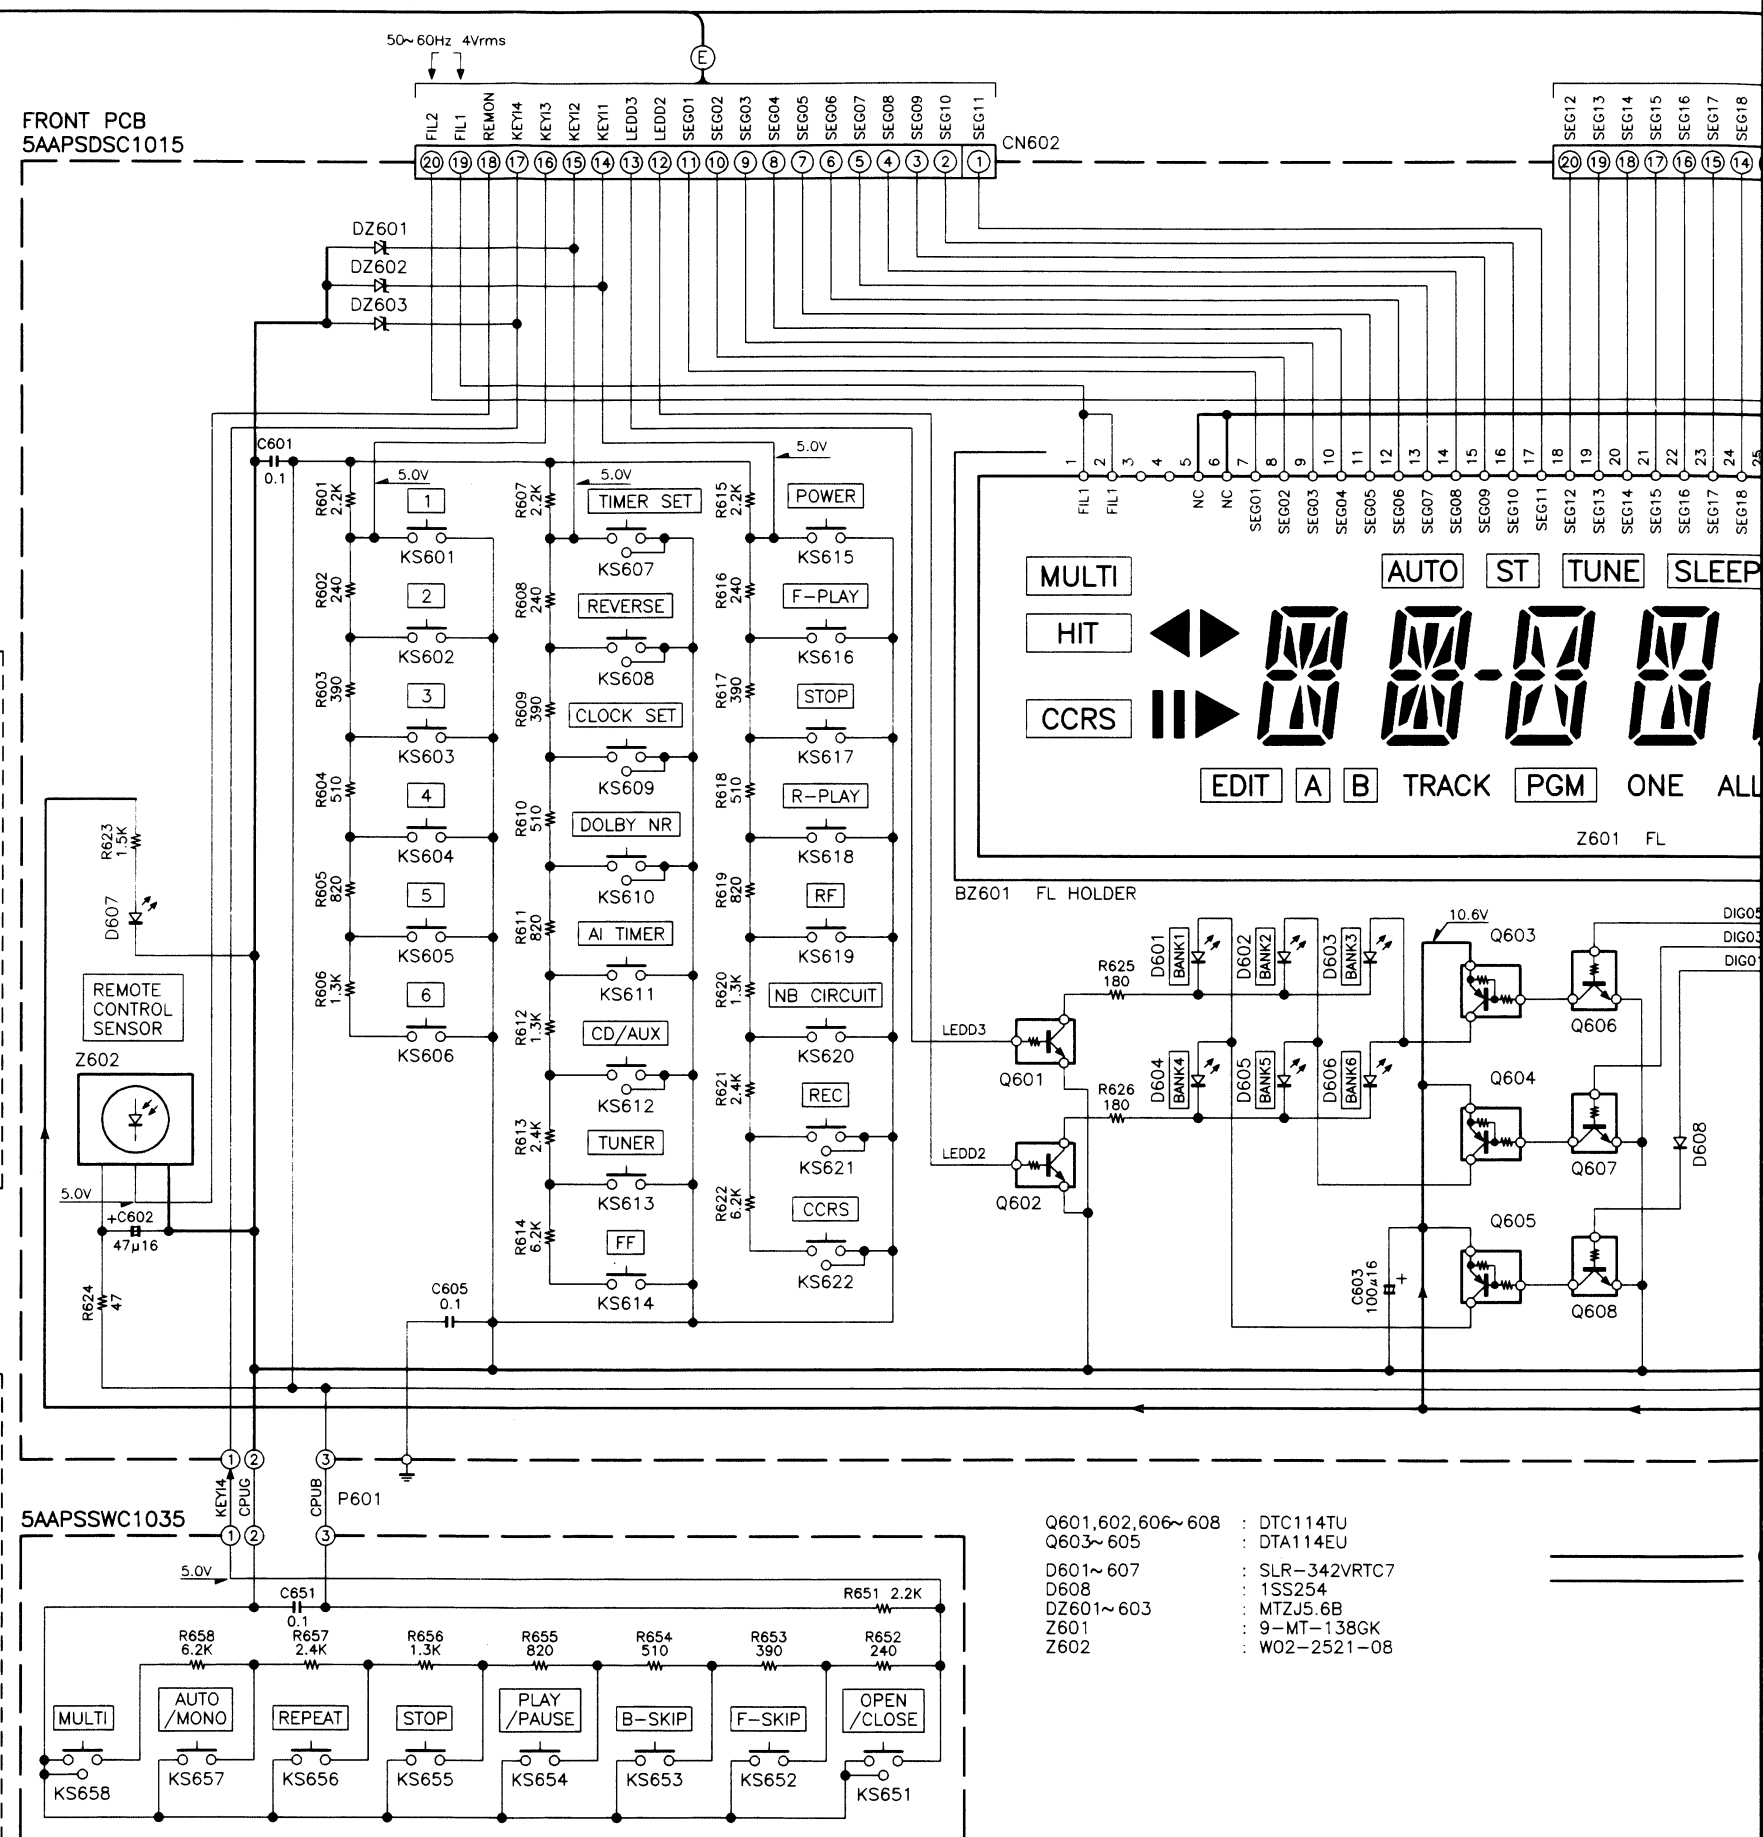 50~60Hz 4Vrms
E
FRONT PCB
5AAPSDSC1015
FIL2 FIL1 REMON KEYI4 KEYI3 KEYI2 KEYI1 LEDD3 LEDD2 SEG01 SEG02 SEG03 SEG04 SEG05 SEG06 SEG07 SEG08 SEG09 SEG10 SEG11
CN602
20 19 18 17 16 15 14 13 12 11 10 9 8 7 6 5 4 3 2 1
SEG12 SEG13 SEG14 SEG15 SEG16 SEG17 SEG18
20 19 18 17 16 15 14
DZ601
DZ602
DZ603
C601
0.1
5.0V
5.0V
5.0V
R601 2.2K
1
KS601
R602 240
2
KS602
R603 390
3
KS603
R604 510
4
KS604
R605 820
5
KS605
R606 1.3K
6
KS606
R607 2.2K
TIMER SET
KS607
R608 240
REVERSE
KS608
R609 390
CLOCK SET
KS609
R610 510
DOLBY NR
KS610
R611 820
AI TIMER
KS611
R612 1.3K
CD/AUX
KS612
R613 2.4K
TUNER
KS613
R614 6.2K
FF
KS614
R615 2.2K
POWER
KS615
R616 240
F-PLAY
KS616
R617 390
STOP
KS617
R618 510
R-PLAY
KS618
R619 820
RF
KS619
R620 1.3K
NB CIRCUIT
KS620
R621 2.4K
REC
KS621
R622 6.2K
CCRS
KS622
R623 1.5K
D607
REMOTE
CONTROL
SENSOR
Z602
5.0V
+C602
47µ16
R624 47
C605
0.1
1 2 3 4 5 6 7 8 9 10 11 12 13 14 15 16 17 18 19 20 21 22 23 24 25
FIL1 FIL1 NC NC SEG01 SEG02 SEG03 SEG04 SEG05 SEG06 SEG07 SEG08 SEG09 SEG10 SEG11 SEG12 SEG13 SEG14 SEG15 SEG16 SEG17 SEG18
MULTI AUTO ST TUNE SLEEP
HIT
CCRS
EDIT A B TRACK PGM ONE ALL
Z601 FL
BZ601 FL HOLDER
D601 BANK1
D602 BANK2
D603 BANK3
R625
180
LEDD3
Q601
D604 BANK4
D605 BANK5
D606 BANK6
R626
180
LEDD2
Q602
10.6V
Q603
Q606
Q604
Q607
Q605
Q608
D608
DIG05
DIG03
DIG01
C603 100µ16
+
1 2 3
KEYI4 CPUG CPUB
P601
5AAPSSWC1035
1 2 3
5.0V
C651
0.1
R651 2.2K
R658 R657 R656 R655 R654 R653 R652
6.2K 2.4K 1.3K 820 510 390 240
MULTI
AUTO
/MONO
REPEAT
STOP
PLAY
/PAUSE
B-SKIP
F-SKIP
OPEN
/CLOSE
KS658 KS657 KS656 KS655 KS654 KS653 KS652 KS651
Q601,602,606~608 : DTC114TU
Q603~605 : DTA114EU
D601~607 : SLR-342VRTC7
D608 : 1SS254
DZ601~603 : MTZJ5.6B
Z601 : 9-MT-138GK
Z602 : W02-2521-08